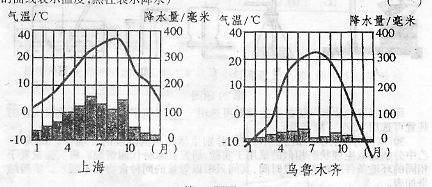 的曲线表示温度,黑柱表示降水)
气温/℃ 降水量/毫米 气温/℃ 降水量/毫米
40 400 40 400
30 300 30 300
20 200 20 200
10 10
0 100 0 100
-10 0 -10 0
1 4 7 10 (月) 1 4 7 10 (月)
上海 乌鲁木齐